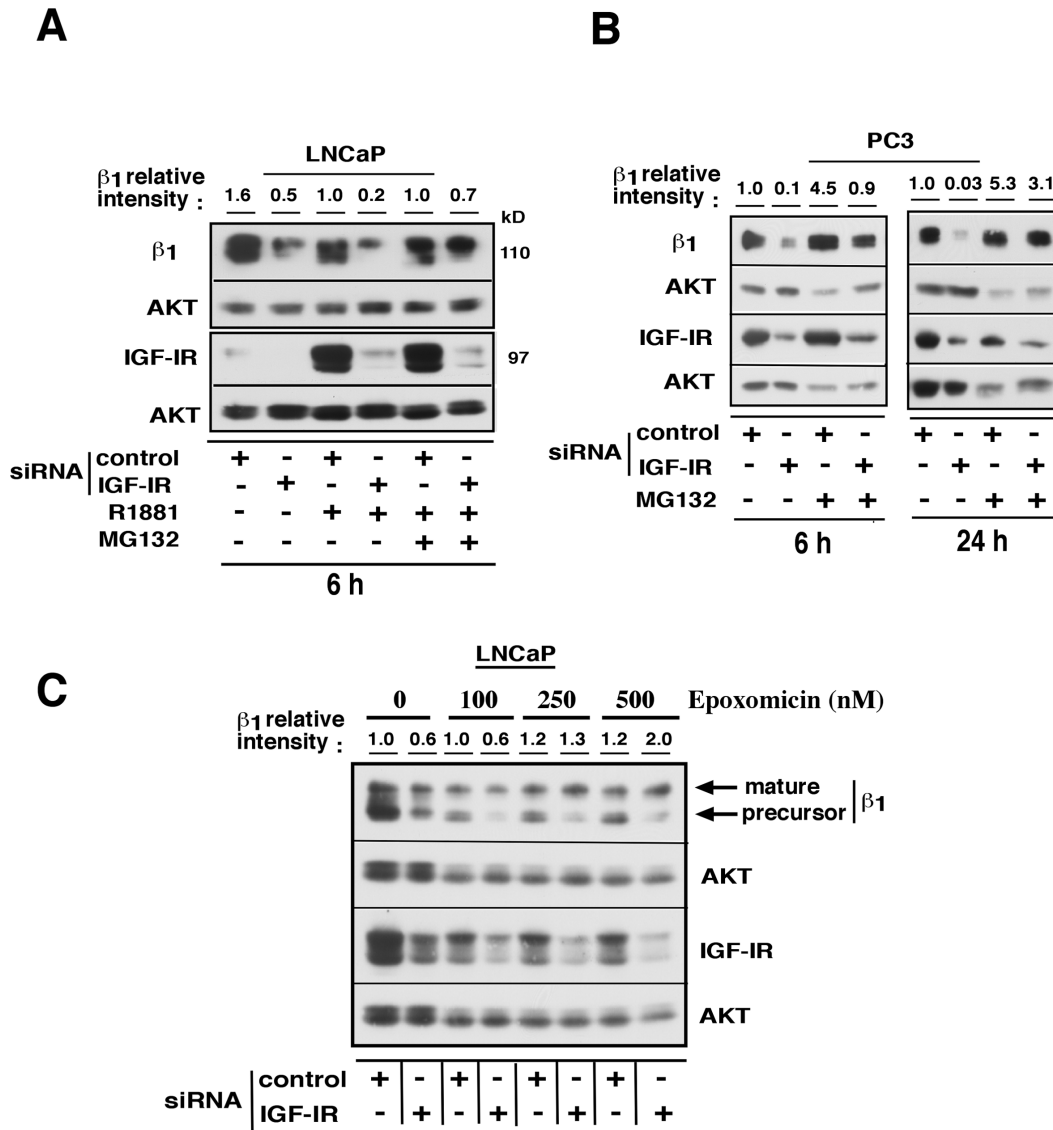 A
LNCaP
β1 relative
intensity :
1.6 0.5 1.0 0.2 1.0 0.7
kD
β1
110
AKT
IGF-IR
97
AKT
siRNA
control + - + - + -
IGF-IR - + - + - +
R1881 - - + + + +
MG132 - - - - + +
6 h
B
PC3
β1 relative
intensity :
1.0 0.1 4.5 0.9 1.0 0.03 5.3 3.1
β1
AKT
IGF-IR
AKT
siRNA
control + - + - + - + -
IGF-IR - + - + - + - +
MG132 - - + + - - + +
6 h 24 h
C
LNCaP
0 100 250 500 Epoxomicin (nM)
β1 relative
intensity :
1.0 0.6 1.0 0.6 1.2 1.3 1.2 2.0
mature
precursor
β1
AKT
IGF-IR
AKT
siRNA
control + - + - + - + -
IGF-IR - + - + - + - +